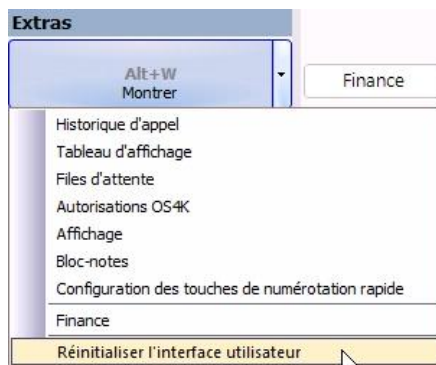 Extras
Alt+W
Montrer
Finance
Historique d'appel
Tableau d'affichage
Files d'attente
Autorisations OS4K
Affichage
Bloc-notes
Configuration des touches de numérotation rapide
Finance
Réinitialiser l'interface utilisateur